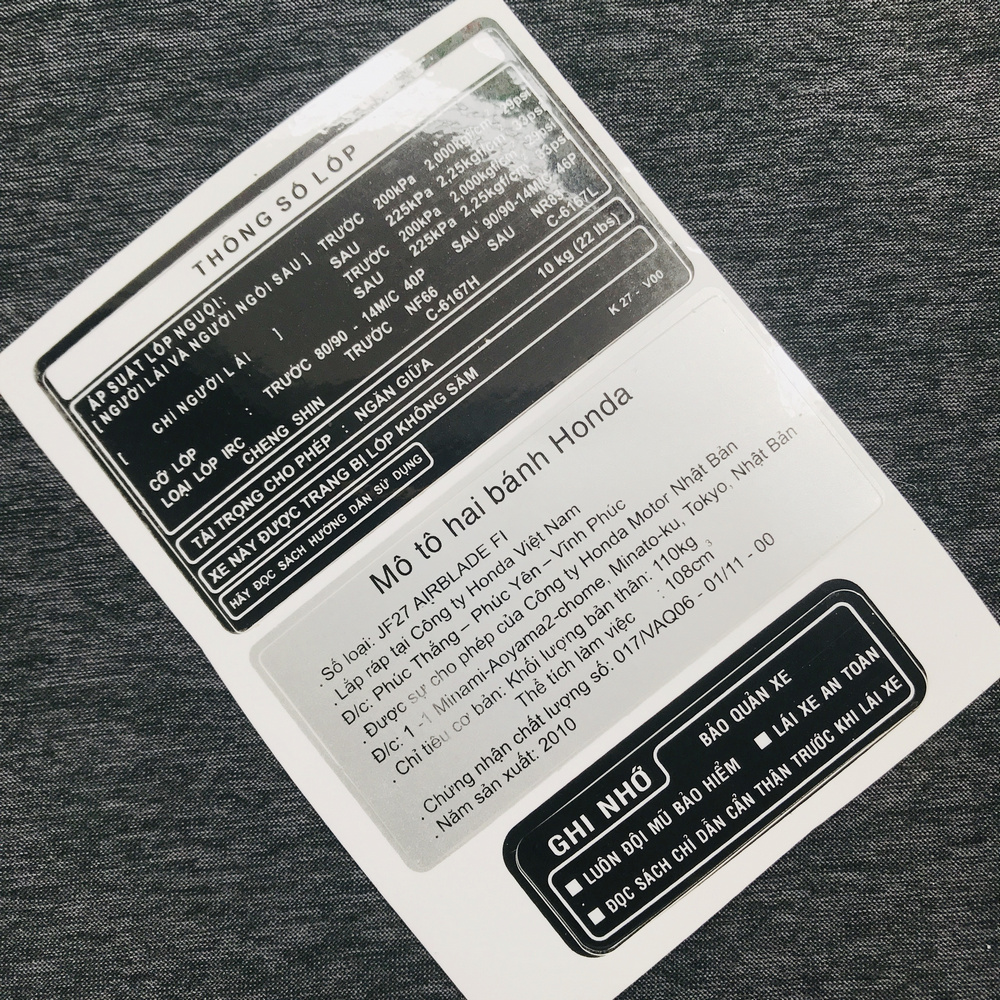 THÔNG SỐ LỐP
ÁP SUẤT LỐP NGUỘI:
[ NGƯỜI LÁI VÀ NGƯỜI NGỒI SAU ] TRƯỚC 200kPa 2,000kgf/cm 29psi
SAU 225kPa 2,25kgf/cm 33psi
[ CHỈ NGƯỜI LÁI ] TRƯỚC 200kPa 2,000kgf/cm
SAU 225kPa 2,25kgf/cm 33psi
CỠ LỐP : TRƯỚC 80/90 - 14M/C 40P SAU 90/90-14M/C 46P
LOẠI LỐP IRC TRƯỚC NF66 SAU
CHENG SHIN C-6167H C-6167L
TẢI TRỌNG CHO PHÉP : NGĂN GIỮA 10 kg (22 lbs)
XE NÀY ĐƯỢC TRANG BỊ LỐP KHÔNG SĂM
HÃY ĐỌC SÁCH HƯỚNG DẪN SỬ DỤNG K 27 - V00
Mô tô hai bánh Honda
. Số loại: JF27 AIRBLADE FI
. Lắp ráp tại Công ty Honda Việt Nam
Đ/c: Phúc Thắng – Phúc Yên – Vĩnh Phúc
. Được sự cho phép của Công ty Honda Motor Nhật Bản
Đ/c: 1 -1 Minami-Aoyama2-chome, Minato-ku, Tokyo, Nhật Bản
. Chỉ tiêu cơ bản: Khối lượng bản thân: 110kg
Thể tích làm việc : 108cm3
. Chứng nhận chất lượng số: 017/VAQ06 - 01/11 - 00
. Năm sản xuất: 2010
GHI NHỚ BẢO QUẢN XE
■ LUÔN ĐỘI MŨ BẢO HIỂM ■ LÁI XE AN TOÀN
■ ĐỌC SÁCH CHỈ DẪN CẨN THẬN TRƯỚC KHI LÁI XE